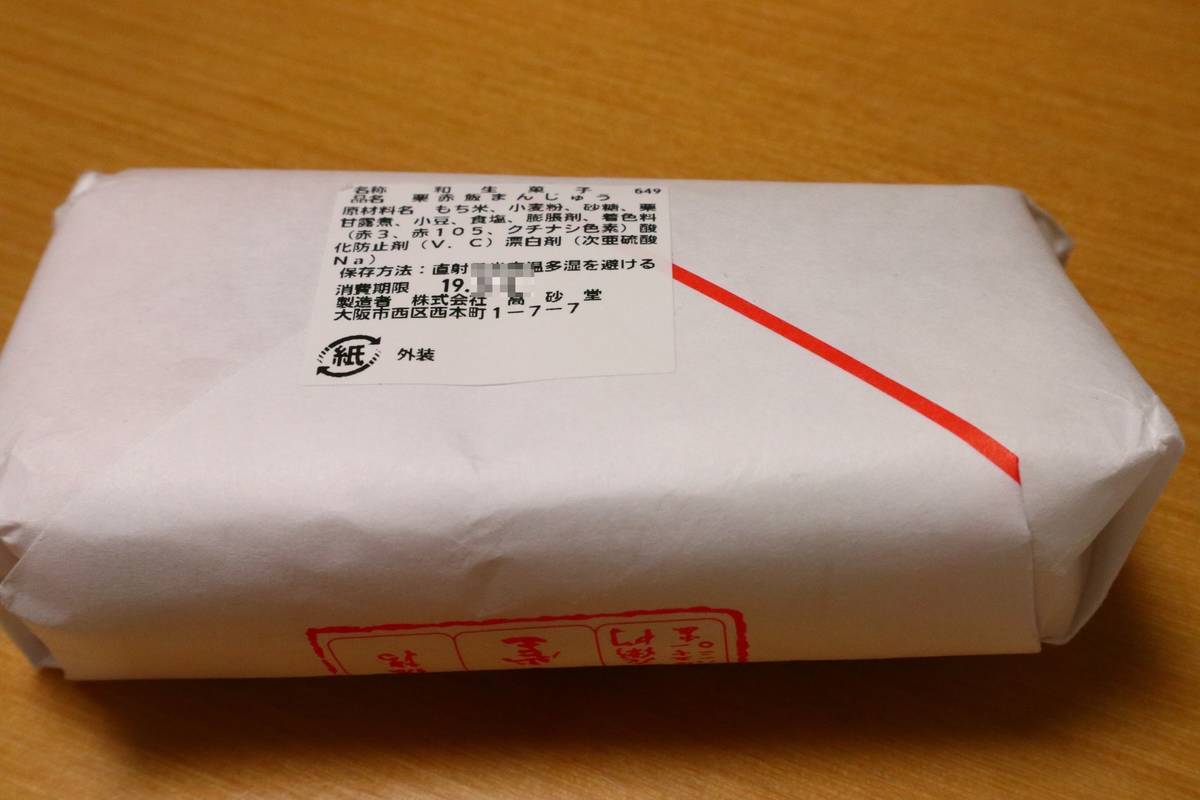 名称 和生菓子 649
品名 栗赤飯まんじゅう
原材料名 もち米、小麦粉、砂糖、栗
甘露煮、小豆、食塩、膨脹剤、着色料
（赤3、赤105、クチナシ色素）酸
化防止剤（V．C）漂白剤（次亜硫酸
Na）
保存方法：直射 温多湿を避ける
消費期限 19.
製造者 株式会社 高砂堂
大阪市西区西本町1－7－7
紙 外装
堂